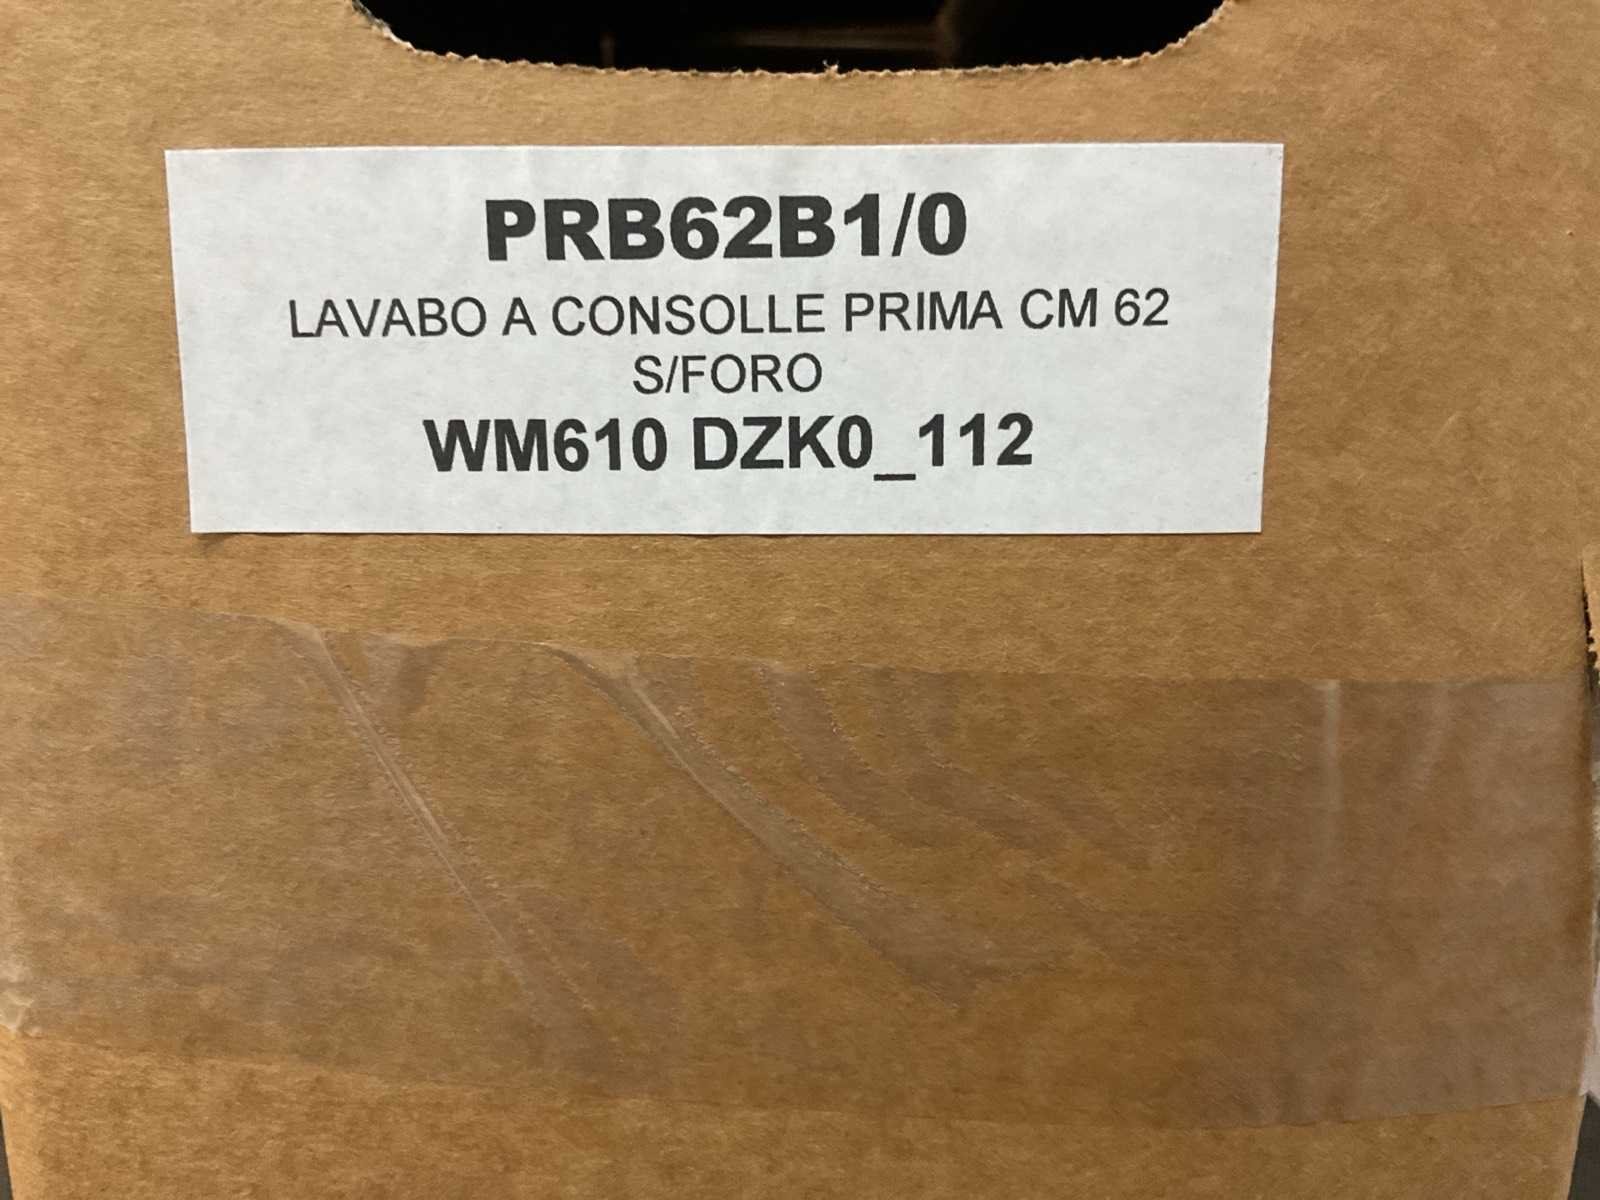 PRB62B1/0
LAVABO A CONSOLLE PRIMA CM 62
S/FORO
WM610 DZK0_112